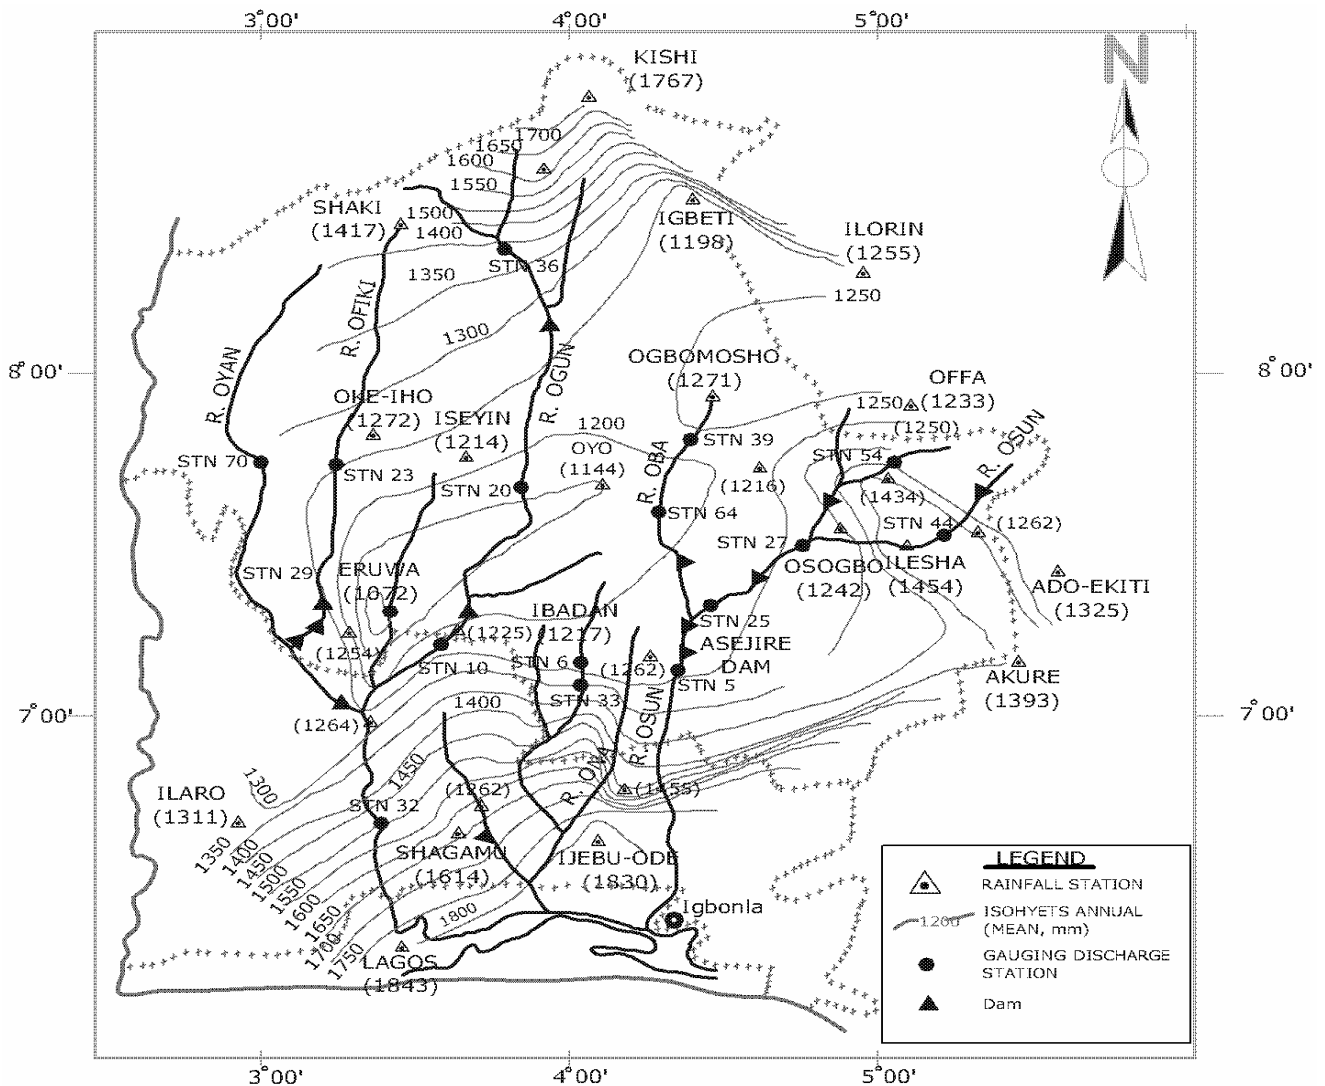 3°00'
4°00'
5°00'
N
KISHI
(1767)
1700
1650
1600
1550
1500
1400
SHAKI
(1417)
IGBETI
(1198)
ILORIN
(1255)
STN 36
1350
1250
R. OFIKI
1300
R. OYAN
R. OGUN
OGBOMOSHO
(1271)
8°00'
8°00'
OFFA
(1233)
1250
(1250)
OKE-IHO
(1272)
ISEYIN
(1214)
1200
OYO
(1144)
R. OBA
STN 39
R. OSUN
STN 70
STN 23
STN 54
STN 20
(1216)
(1434)
STN 64
STN 44
(1262)
STN 27
OSOGBO
(1242)
ILESHA
(1454)
ADO-EKITI
(1325)
STN 29
ERUWA
(1072)
IBADAN
(1217)
(1225)
STN 25
(1254)
STN 10
STN 6
(1262)
ASEJIRE
DAM
STN 5
AKURE
(1393)
STN 33
7°00'
7°00'
(1264)
1400
R. OSUN
1450
R. ONA
1300
ILARO
(1311)
STN 32
(1262)
(1455)
SHAGAMU
(1614)
IJEBU-ODE
(1830)
1350
1400
1450
1500
1550
1600
1650
1700
1750
1800
Igbonla
LAGOS
(1843)
LEGEND
RAINFALL STATION
1200
ISOHYETS ANNUAL
(MEAN, mm)
GAUGING DISCHARGE
STATION
Dam
3°00'
4°00'
5°00'